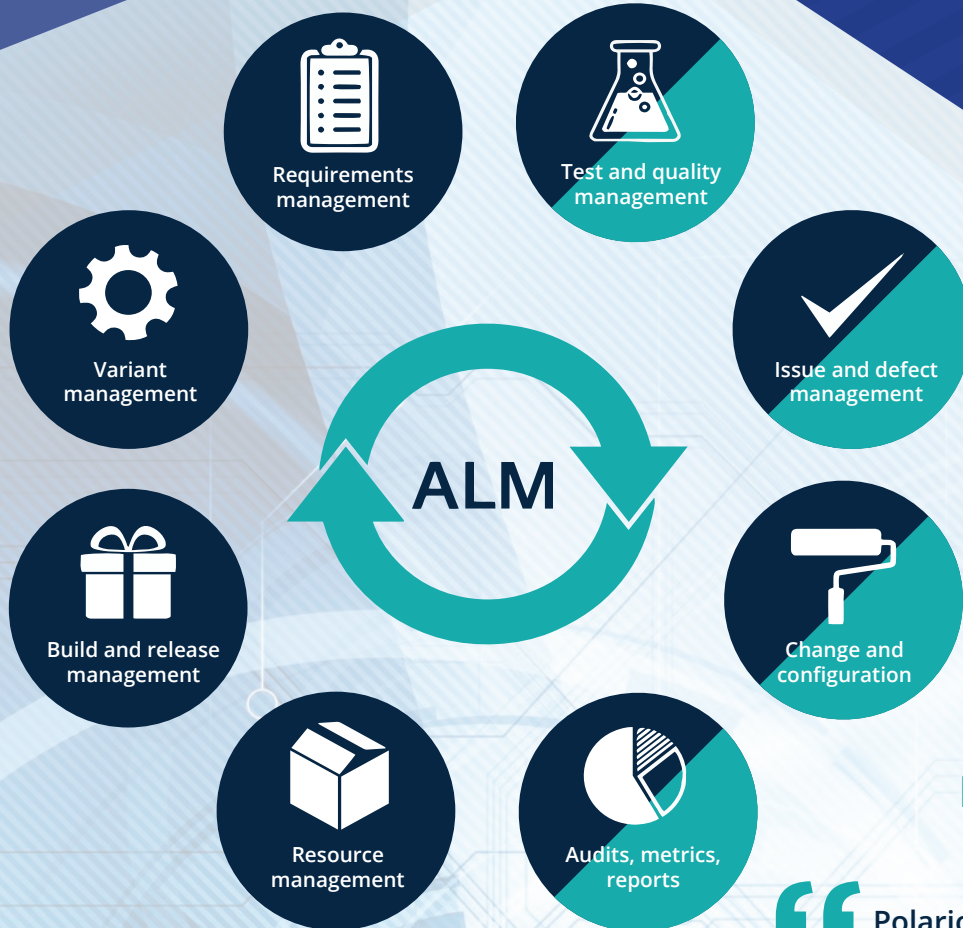 Requirements
management
Test and quality
management
Variant
management
Issue and defect
management
ALM
Build and release
management
Change and
configuration
Resource
management
Audits, metrics,
reports